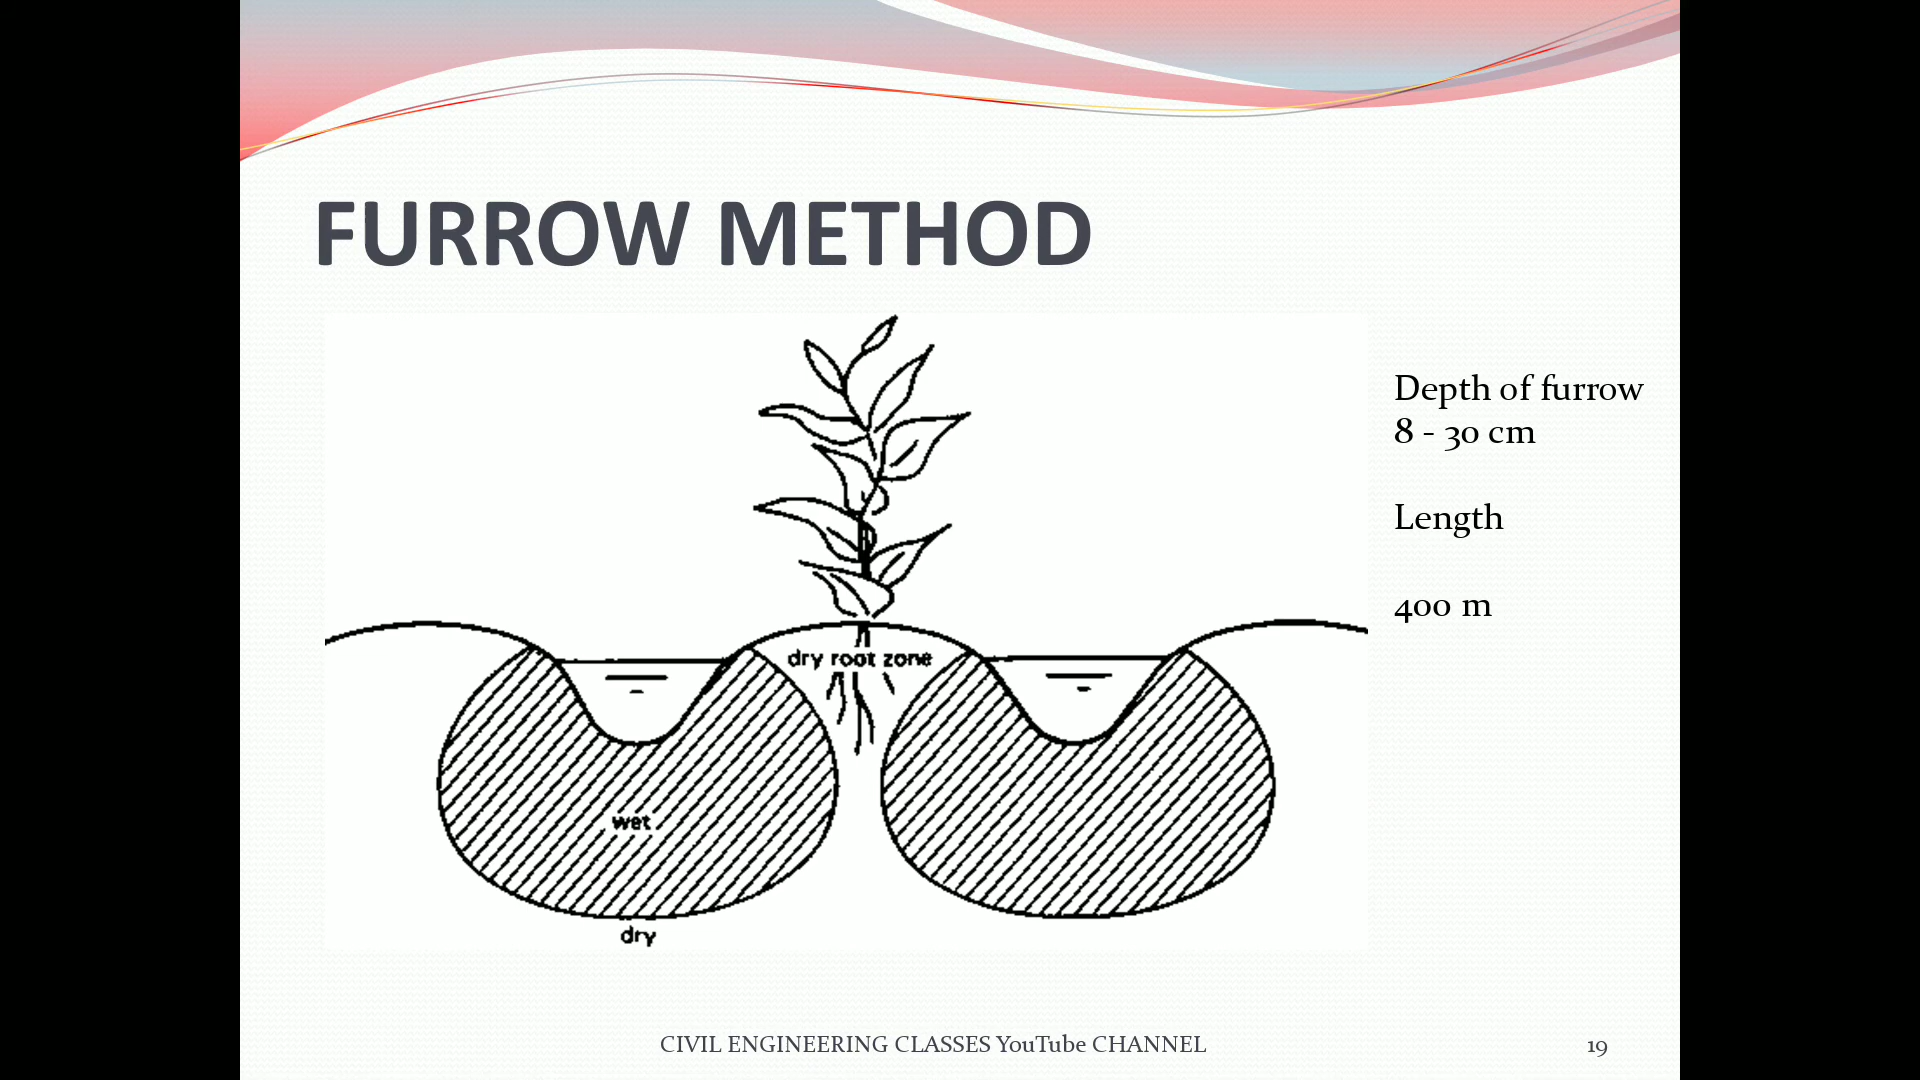 FURROW METHOD
Depth of furrow
8 - 30 cm
Length
400 m
dry root zone
wet
dry
CIVIL ENGINEERING CLASSES YouTube CHANNEL
19